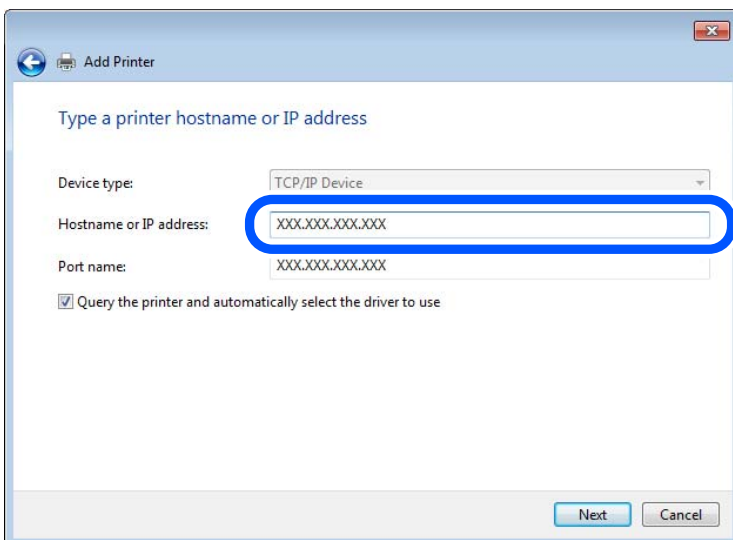 Add Printer
Type a printer hostname or IP address
Device type: TCP/IP Device
Hostname or IP address: XXX.XXX.XXX.XXX
Port name: XXX.XXX.XXX.XXX
Query the printer and automatically select the driver to use
Next Cancel